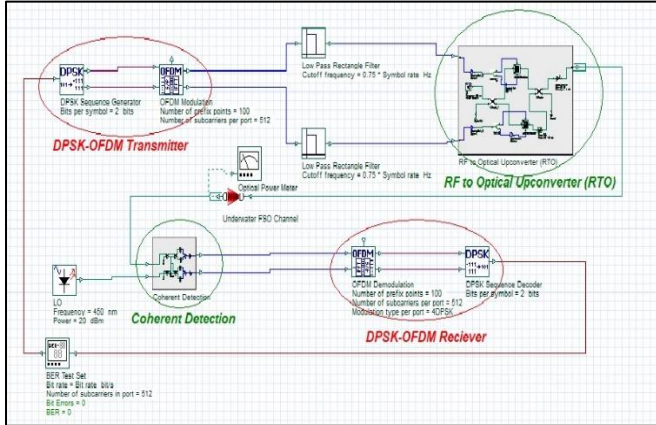 DPSK
-111
111
DPSK Sequence Generator
Bits per symbol = 2 bits
OFDM
OFDM Modulation
Number of prefix points = 100
Number of subcarriers per port = 512
DPSK-OFDM Transmitter
Low Pass Rectangle Filter
Cutoff frequency = 0.75 * Symbol rate Hz
Low Pass Rectangle Filter
Cutoff frequency = 0.75 * Symbol rate Hz
RF to Optical Upconverter (RTO)
RF to Optical Upconverter (RTO)
Optical Power Meter
Underwater FSO Channel
LO
Frequency = 450 nm
Power = 20 dBm
Coherent Detection
Coherent Detection
OFDM
OFDM Demodulation
Number of prefix points = 100
Number of subcarriers per port = 512
Modulation type per port = 4DPSK
DPSK
DPSK Sequence Decoder
Bits per symbol = 2 bits
DPSK-OFDM Reciever
BER Test Set
Bit rate = Bit rate bit/s
Number of subcarriers in port = 512
Bit Errors = 0
BER = 0